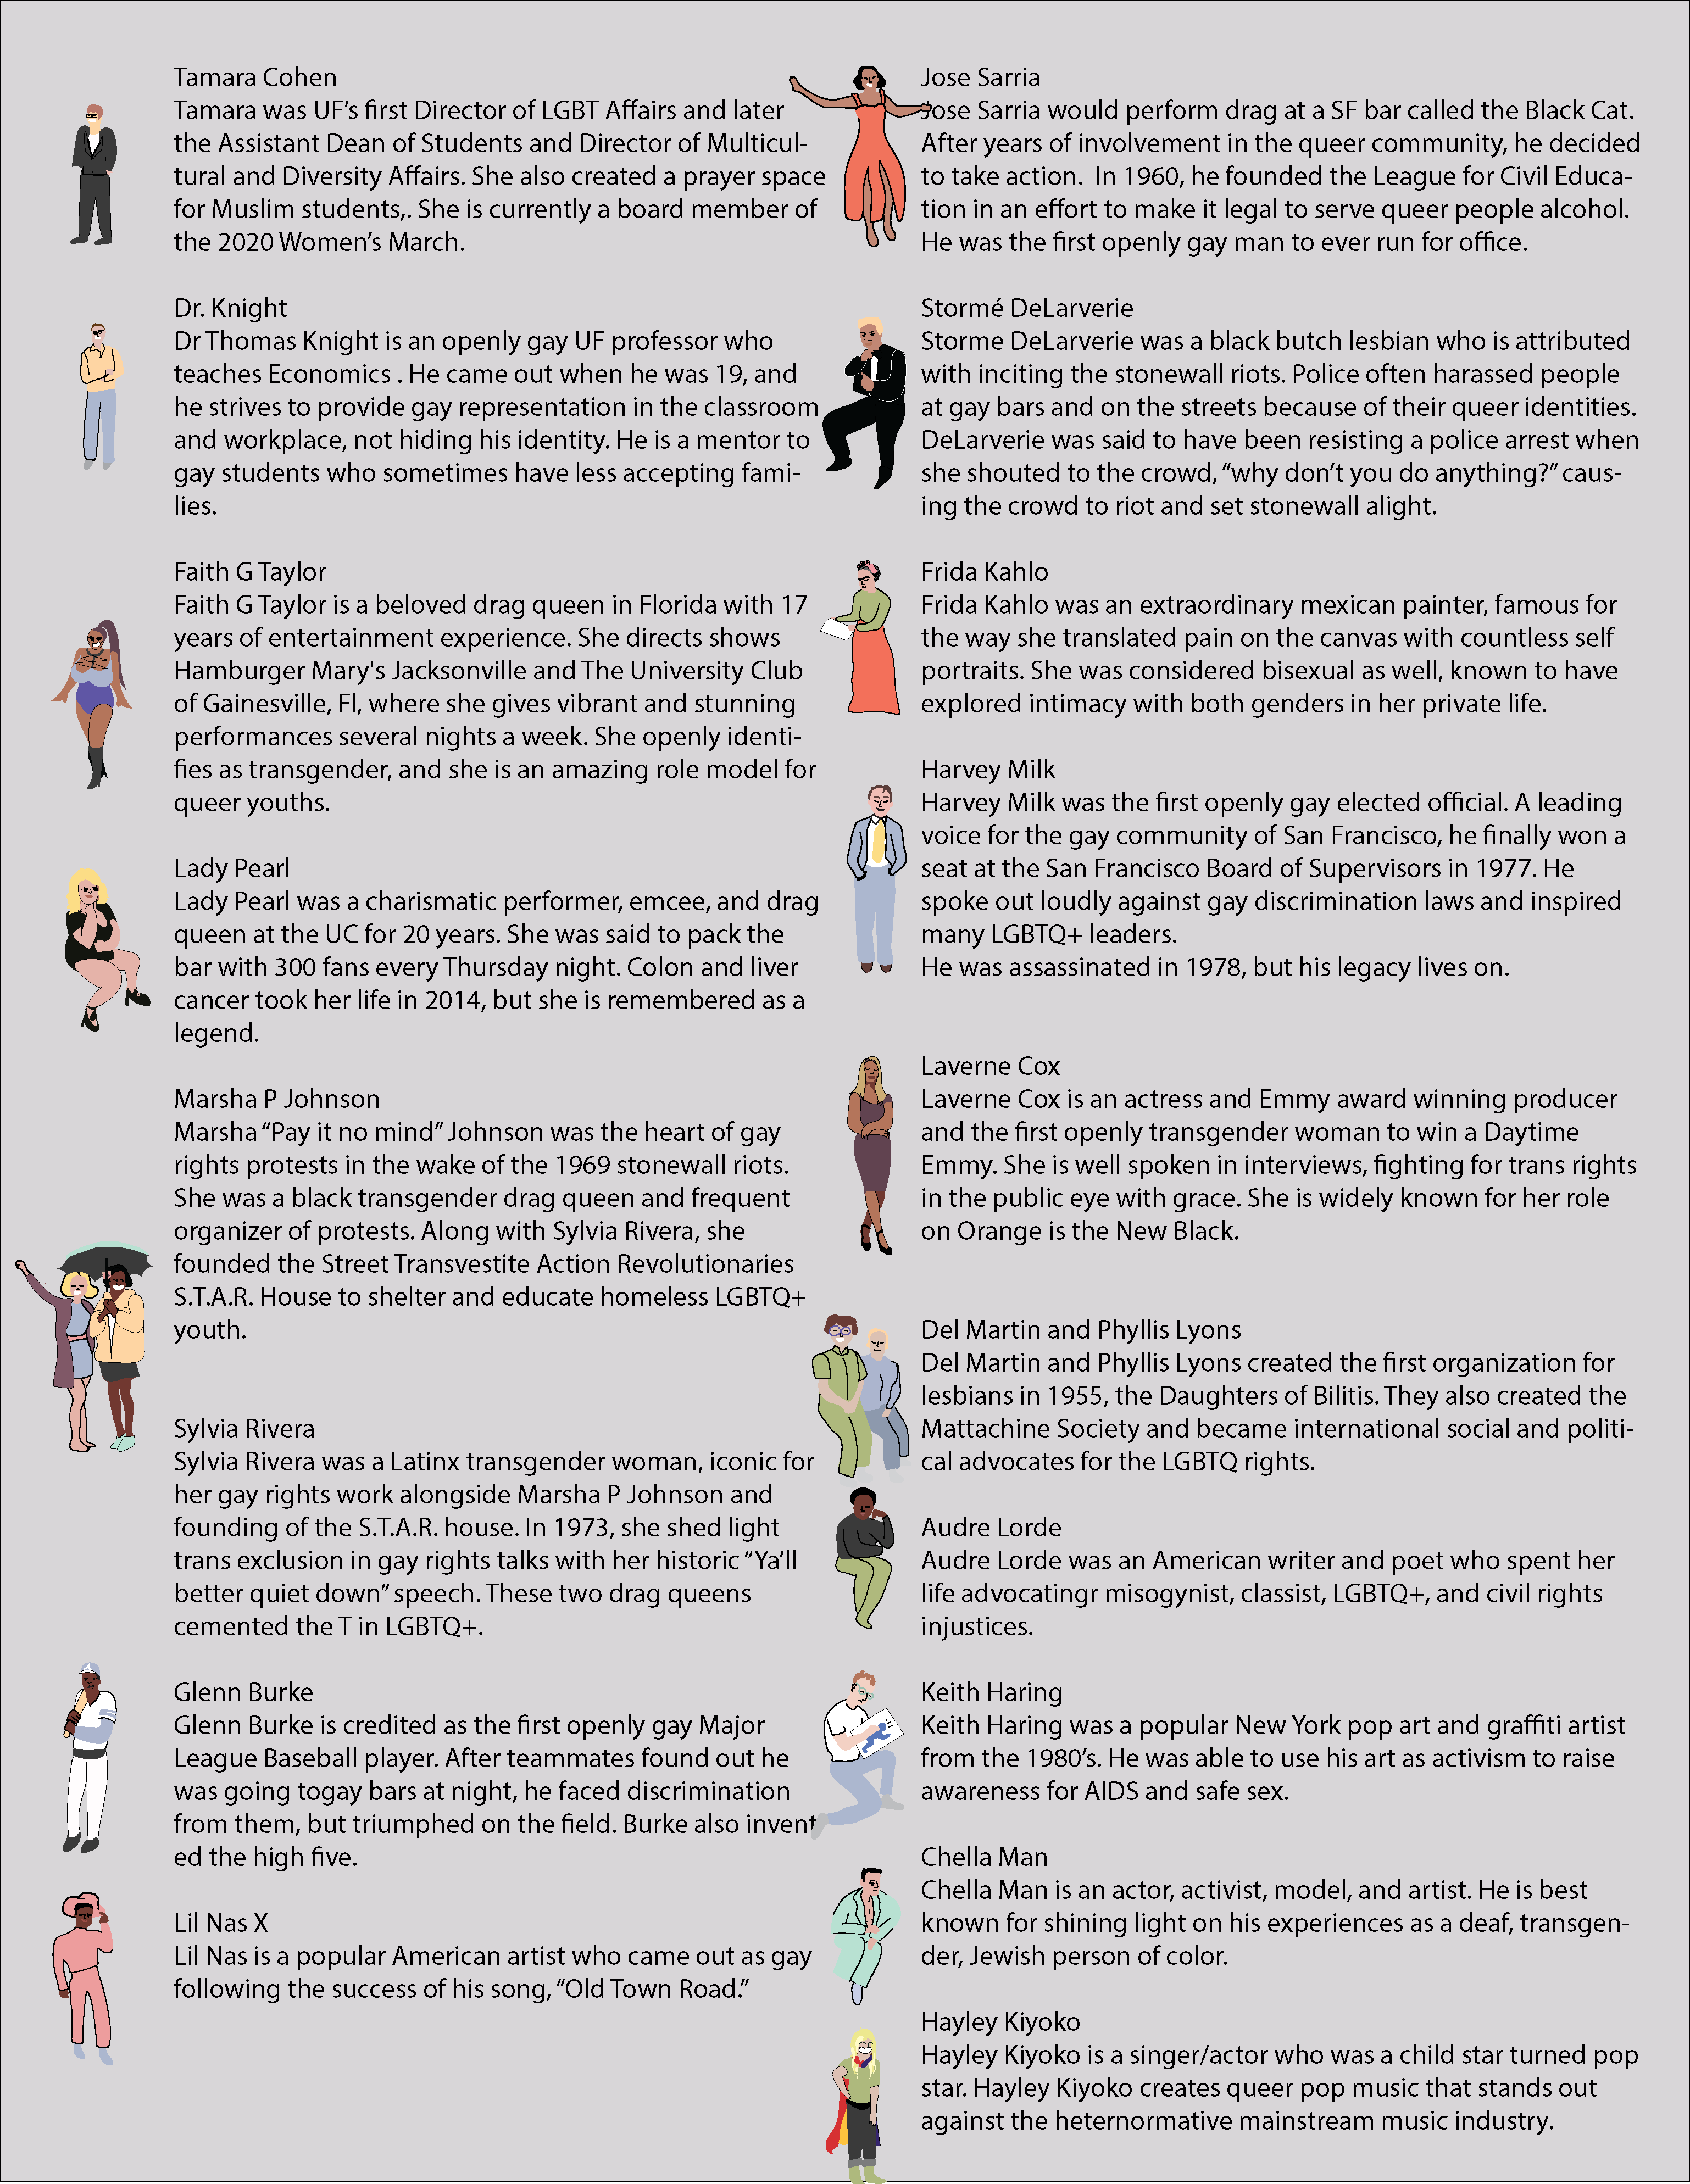 Tamara Cohen
Tamara was UF’s first Director of LGBT Affairs and later
the Assistant Dean of Students and Director of Multicul-
tural and Diversity Affairs. She also created a prayer space
for Muslim students,. She is currently a board member of
the 2020 Women’s March.
Dr. Knight
Dr Thomas Knight is an openly gay UF professor who
teaches Economics . He came out when he was 19, and
he strives to provide gay representation in the classroom
and workplace, not hiding his identity. He is a mentor to
gay students who sometimes have less accepting fami-
lies.
Faith G Taylor
Faith G Taylor is a beloved drag queen in Florida with 17
years of entertainment experience. She directs shows
Hamburger Mary's Jacksonville and The University Club
of Gainesville, Fl, where she gives vibrant and stunning
performances several nights a week. She openly identi-
fies as transgender, and she is an amazing role model for
queer youths.
Lady Pearl
Lady Pearl was a charismatic performer, emcee, and drag
queen at the UC for 20 years. She was said to pack the
bar with 300 fans every Thursday night. Colon and liver
cancer took her life in 2014, but she is remembered as a
legend.
Marsha P Johnson
Marsha “Pay it no mind” Johnson was the heart of gay
rights protests in the wake of the 1969 stonewall riots.
She was a black transgender drag queen and frequent
organizer of protests. Along with Sylvia Rivera, she
founded the Street Transvestite Action Revolutionaries
S.T.A.R. House to shelter and educate homeless LGBTQ+
youth.
Sylvia Rivera
Sylvia Rivera was a Latinx transgender woman, iconic for
her gay rights work alongside Marsha P Johnson and
founding of the S.T.A.R. house. In 1973, she shed light
trans exclusion in gay rights talks with her historic “Ya’ll
better quiet down” speech. These two drag queens
cemented the T in LGBTQ+.
Glenn Burke
Glenn Burke is credited as the first openly gay Major
League Baseball player. After teammates found out he
was going togay bars at night, he faced discrimination
from them, but triumphed on the field. Burke also invent
ed the high five.
Lil Nas X
Lil Nas is a popular American artist who came out as gay
following the success of his song, “Old Town Road.”
Jose Sarria
Jose Sarria would perform drag at a SF bar called the Black Cat.
After years of involvement in the queer community, he decided
to take action.  In 1960, he founded the League for Civil Educa-
tion in an effort to make it legal to serve queer people alcohol.
He was the first openly gay man to ever run for office.
Stormé DeLarverie
Storme DeLarverie was a black butch lesbian who is attributed
with inciting the stonewall riots. Police often harassed people
at gay bars and on the streets because of their queer identities.
DeLarverie was said to have been resisting a police arrest when
she shouted to the crowd, “why don’t you do anything?” caus-
ing the crowd to riot and set stonewall alight.
Frida Kahlo
Frida Kahlo was an extraordinary mexican painter, famous for
the way she translated pain on the canvas with countless self
portraits. She was considered bisexual as well, known to have
explored intimacy with both genders in her private life.
Harvey Milk
Harvey Milk was the first openly gay elected official. A leading
voice for the gay community of San Francisco, he finally won a
seat at the San Francisco Board of Supervisors in 1977. He
spoke out loudly against gay discrimination laws and inspired
many LGBTQ+ leaders.
He was assassinated in 1978, but his legacy lives on.
Laverne Cox
Laverne Cox is an actress and Emmy award winning producer
and the first openly transgender woman to win a Daytime
Emmy. She is well spoken in interviews, fighting for trans rights
in the public eye with grace. She is widely known for her role
on Orange is the New Black.
Del Martin and Phyllis Lyons
Del Martin and Phyllis Lyons created the first organization for
lesbians in 1955, the Daughters of Bilitis. They also created the
Mattachine Society and became international social and politi-
cal advocates for the LGBTQ rights.
Audre Lorde
Audre Lorde was an American writer and poet who spent her
life advocatingr misogynist, classist, LGBTQ+, and civil rights
injustices.
Keith Haring
Keith Haring was a popular New York pop art and graffiti artist
from the 1980’s. He was able to use his art as activism to raise
awareness for AIDS and safe sex.
Chella Man
Chella Man is an actor, activist, model, and artist. He is best
known for shining light on his experiences as a deaf, transgen-
der, Jewish person of color.
Hayley Kiyoko
Hayley Kiyoko is a singer/actor who was a child star turned pop
star. Hayley Kiyoko creates queer pop music that stands out
against the heternormative mainstream music industry.